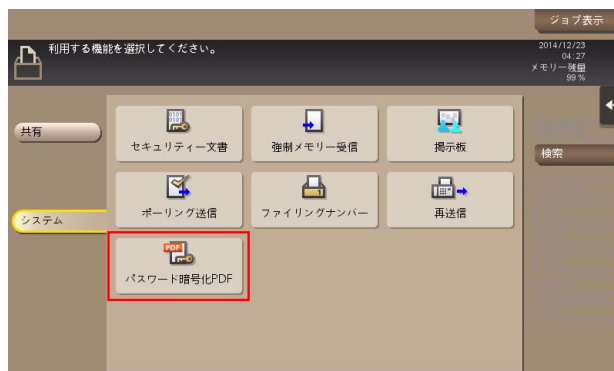 ジョブ表示
利用する機能を選択してください。
2014/12/23
04:27
メモリー残量
99 %
共有
セキュリティー文書
強制メモリー受信
掲示板
検索
ポーリング送信
ファイリングナンバー
再送信
システム
PDF
パスワード暗号化PDF